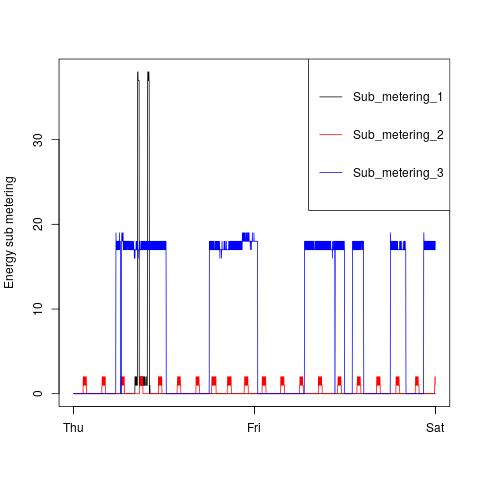 Sub_metering_1
Sub_metering_2
Sub_metering_3
Energy sub metering
30
20
10
0
Thu Fri Sat